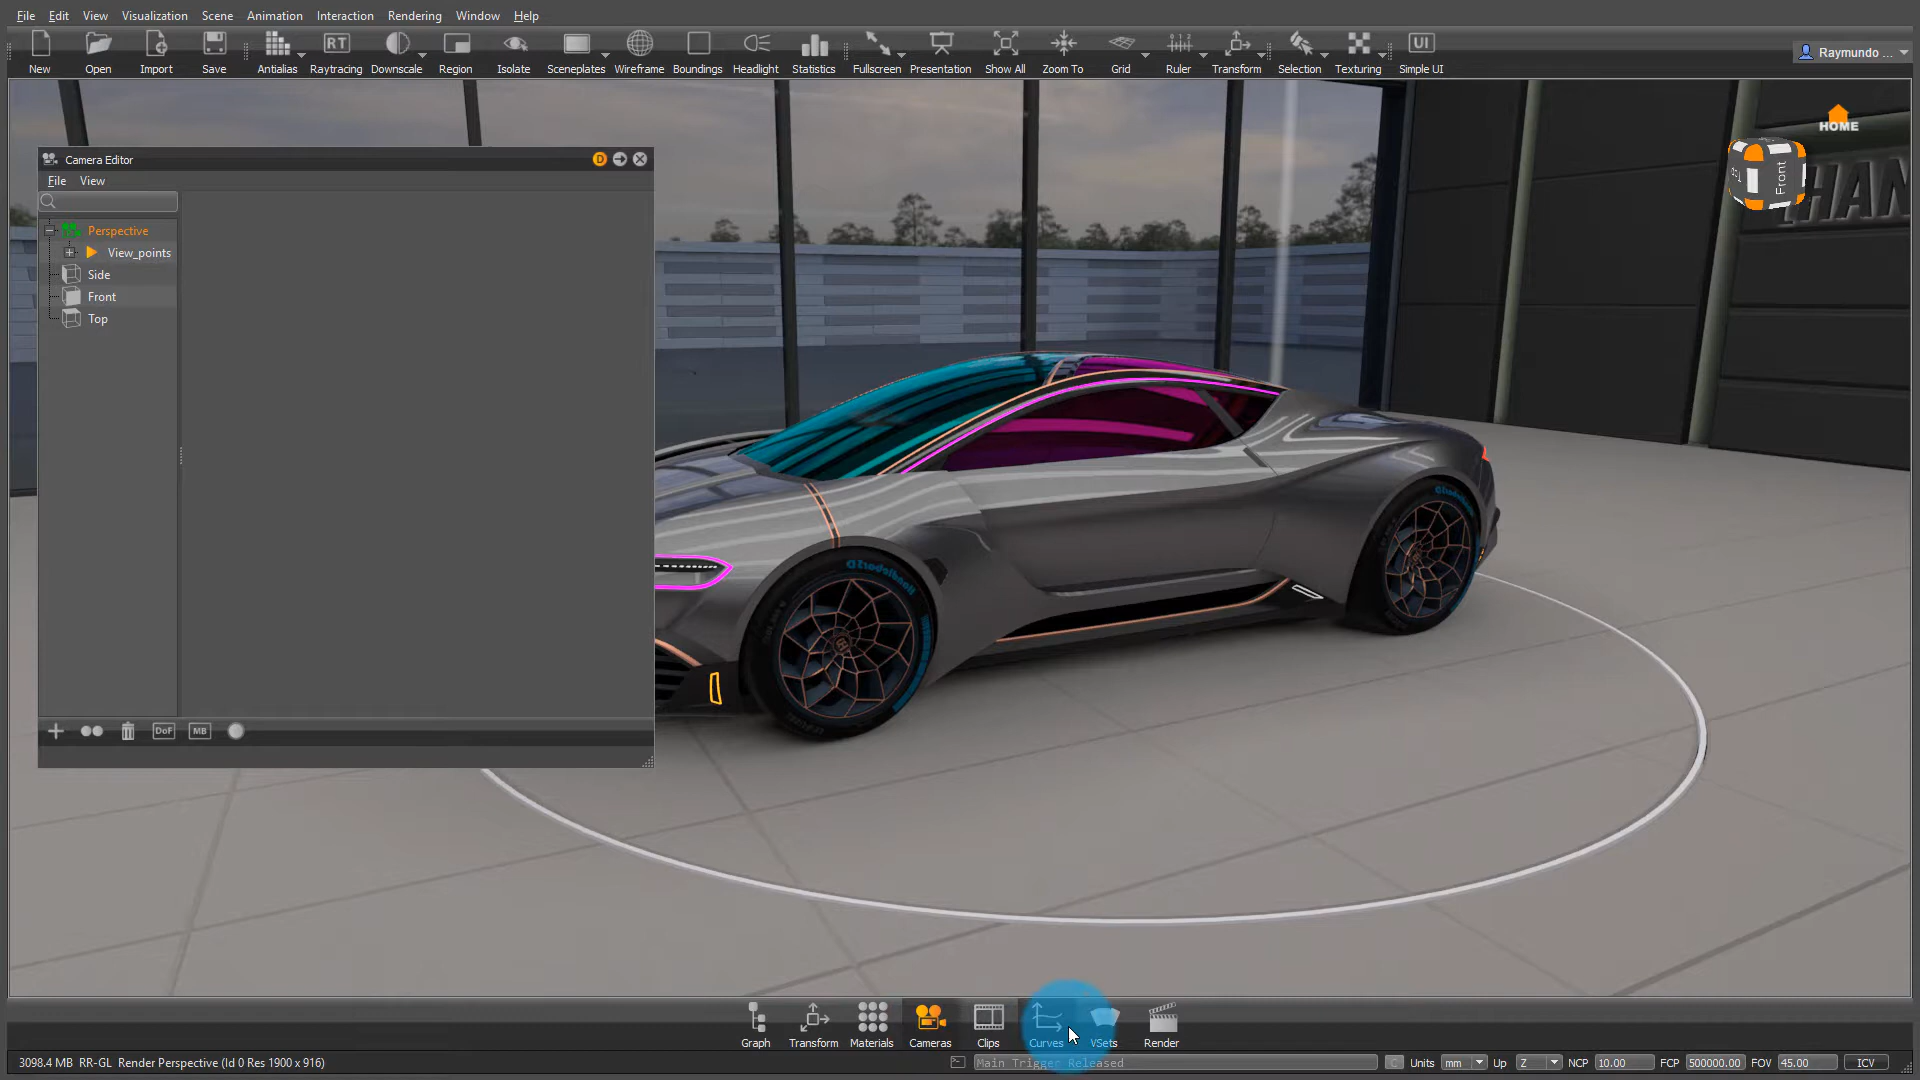 File Edit View Visualization Scene Animation Interaction Rendering Window Help
New Open Import Save Antialias RT Raytracing Downscale Region Isolate Sceneplates Wireframe Boundings Headlight Statistics Fullscreen Presentation Show All Zoom To Grid Ruler Transform Selection Texturing UI Simple UI
Raymundo ...
HOME
Front
Camera Editor
D
File View
Perspective
View_points
Side
Front
Top
DoF MB
Graph Transform Materials Cameras Clips Curves VSets Render
3098.4 MB RR-GL Render Perspective (Id 0 Res 1900 x 916)
Main Trigger Released
C Units mm Up Z NCP 10.00 FCP 500000.00 FOV 45.00 ICV